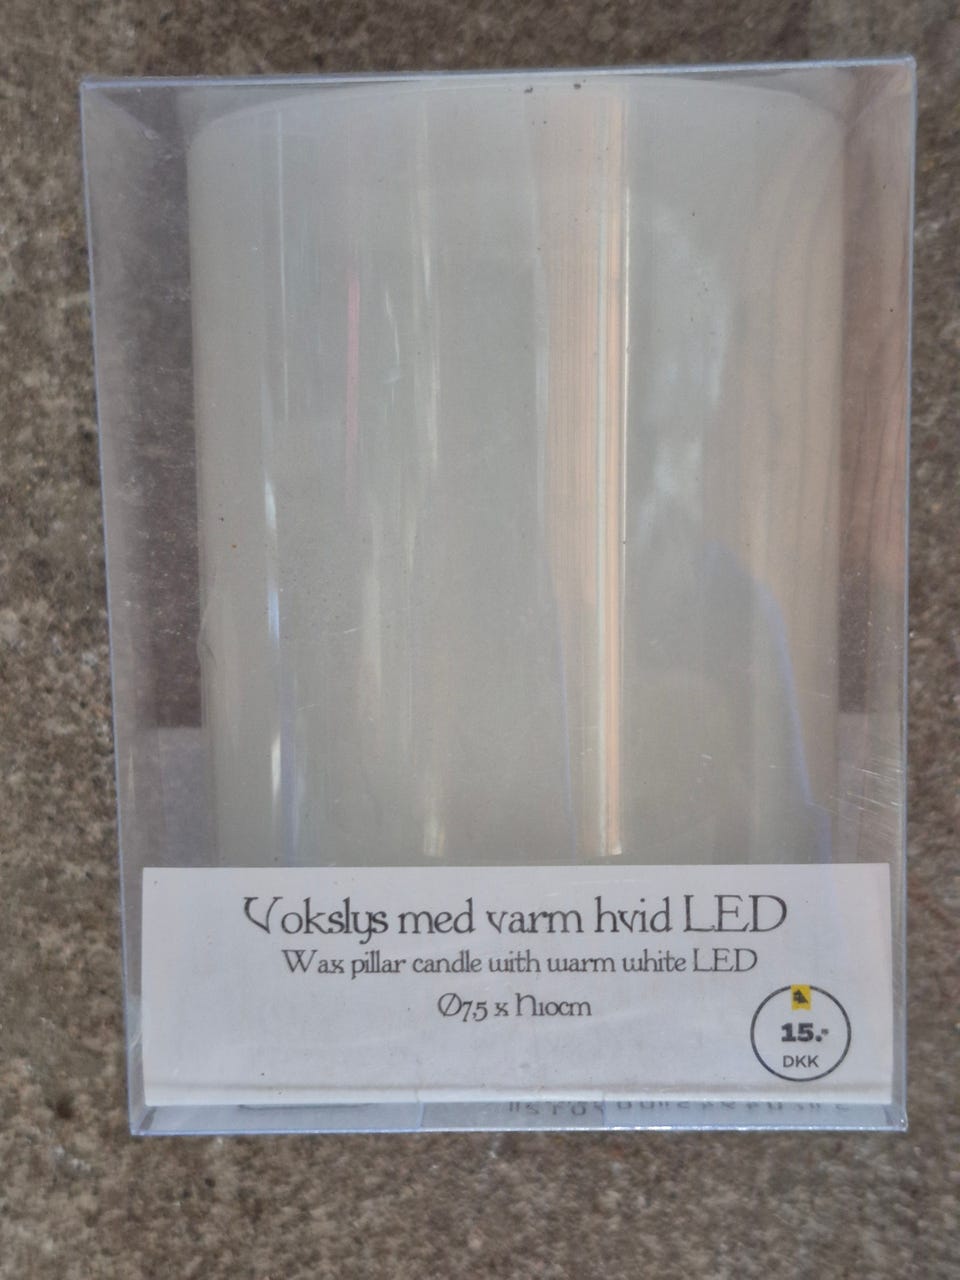 Vokslys med varm hvid LED
Wax pillar candle with warm white LED
Ø7,5 x H10cm
15.-
DKK